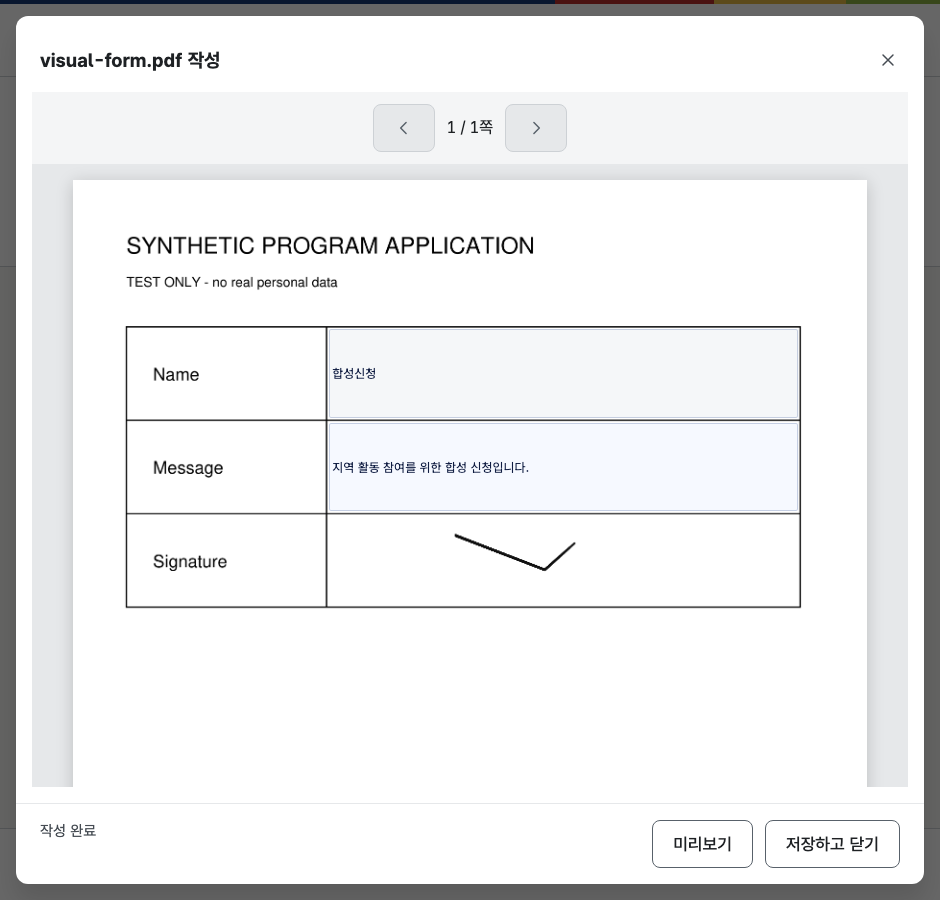 visual-form.pdf 작성
1 / 1쪽
SYNTHETIC PROGRAM APPLICATION
TEST ONLY - no real personal data
Name
합성신청
Message
지역 활동 참여를 위한 합성 신청입니다.
Signature
작성 완료
미리보기
저장하고 닫기